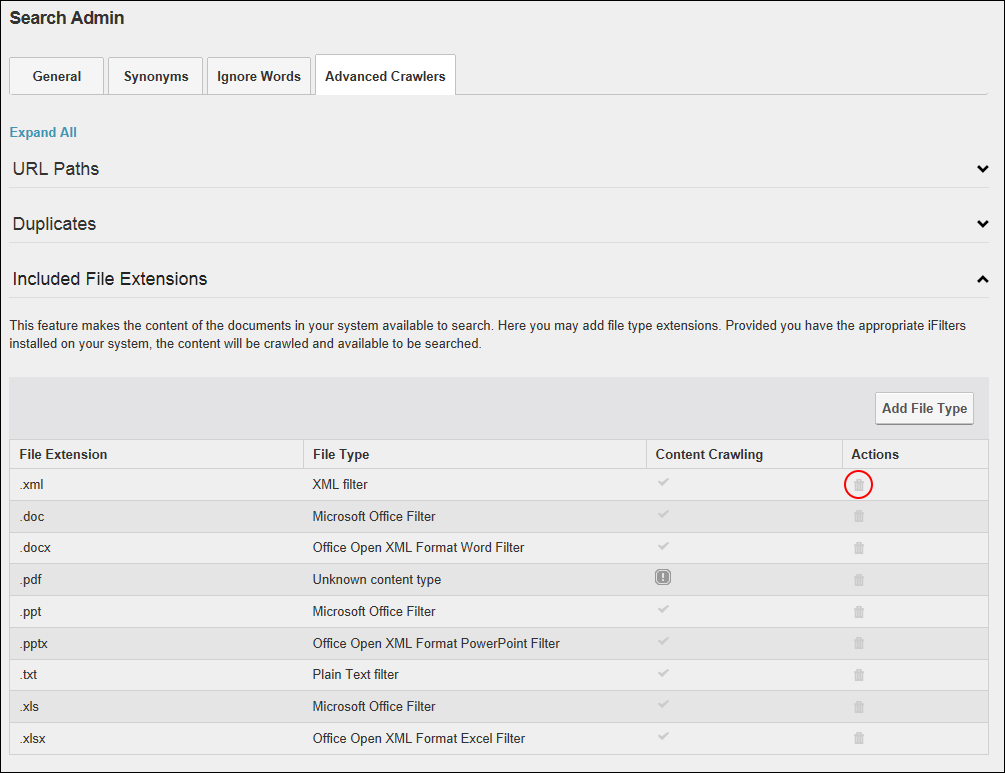 Search Admin
General Synonyms Ignore Words Advanced Crawlers
Expand All
URL Paths
Duplicates
Included File Extensions
This feature makes the content of the documents in your system available to search. Here you may add file type extensions. Provided you have the appropriate iFilters
installed on your system, the content will be crawled and available to be searched.
Add File Type
File Extension File Type Content Crawling Actions
.xml XML filter
.doc Microsoft Office Filter
.docx Office Open XML Format Word Filter
.pdf Unknown content type
.ppt Microsoft Office Filter
.pptx Office Open XML Format PowerPoint Filter
.txt Plain Text filter
.xls Microsoft Office Filter
.xlsx Office Open XML Format Excel Filter